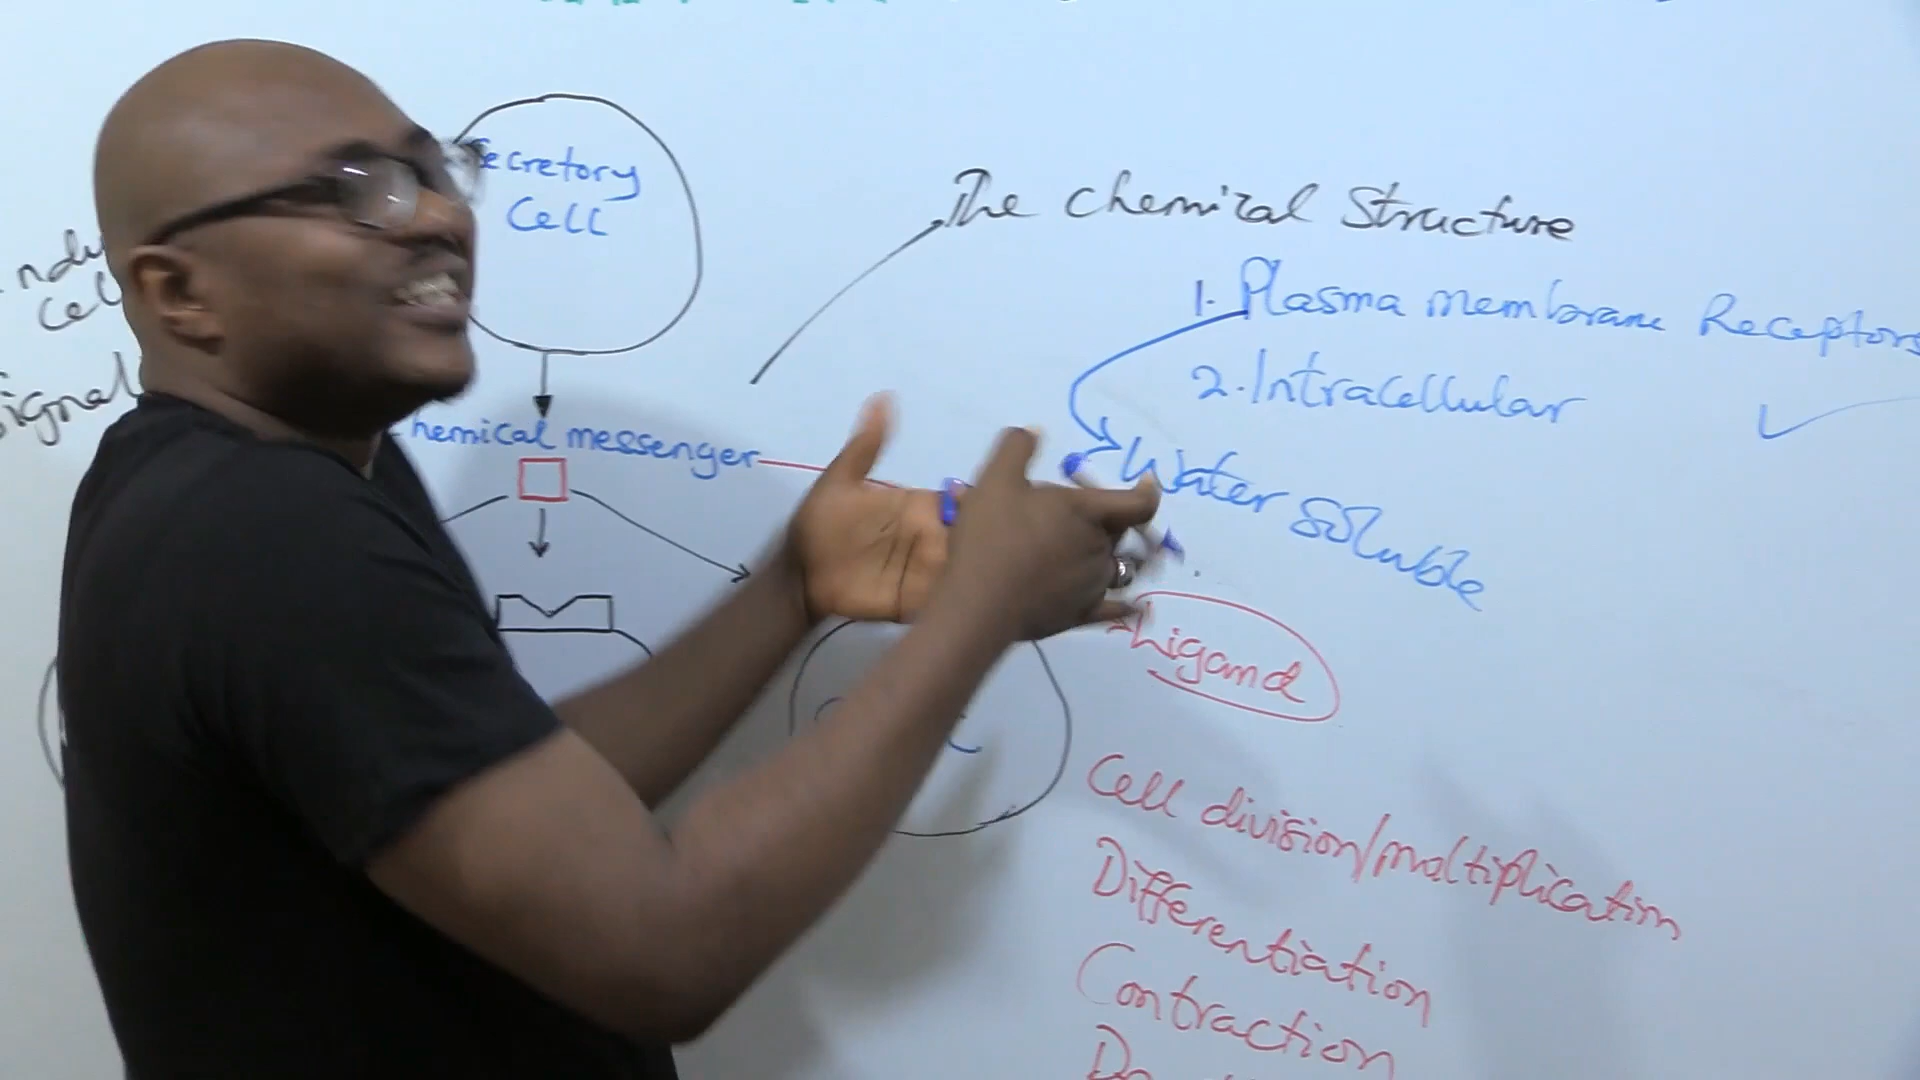 Secretory
Cell
The Chemical Structure
1. Plasma membrane Receptors
2. Intracellular
Chemical messenger
Water soluble
Ligand
Cell division/multiplication
Differentiation
Contraction